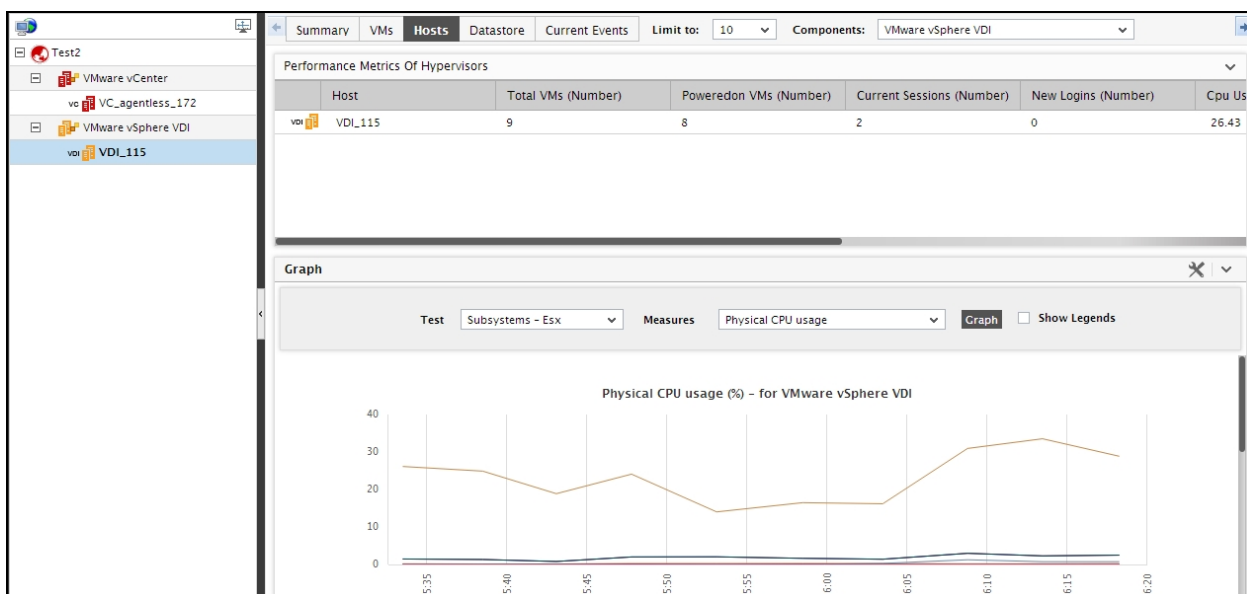 Test2
VMware vCenter
VC VC_agentless_172
VMware vSphere VDI
VDI VDI_115
Summary VMs Hosts Datastore Current Events Limit to: 10 Components: VMware vSphere VDI
Performance Metrics Of Hypervisors
Host Total VMs (Number) Poweredon VMs (Number) Current Sessions (Number) New Logins (Number) Cpu Us
VDI VDI_115 9 8 2 0 26.43
Graph
Test Subsystems - Esx Measures Physical CPU usage Graph Show Legends
Physical CPU usage (%) - for VMware vSphere VDI
40
30
20
10
0
5:35 5:40 5:45 5:50 5:55 6:00 6:05 6:10 6:15 6:20